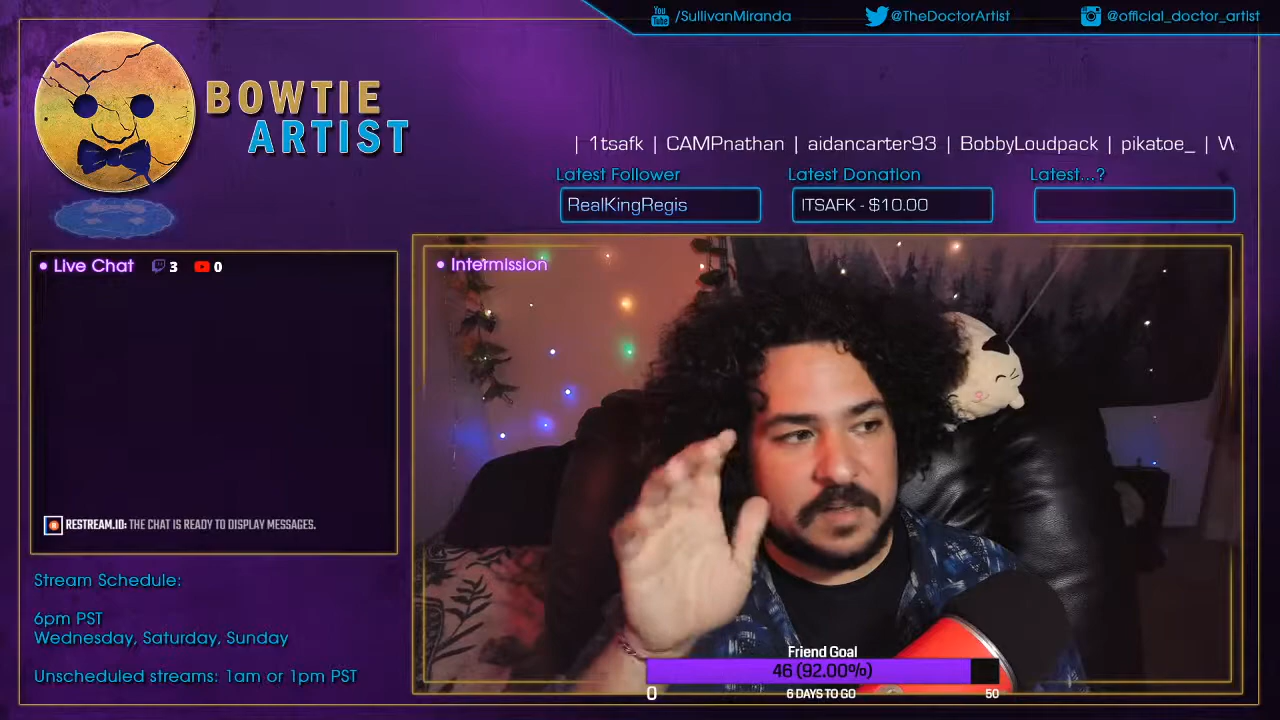 You Tube /SullivanMiranda
@TheDoctorArtist
@official_doctor_artist
BOWTIE
ARTIST
| 1tsafk | CAMPnathan | aidancarter93 | BobbyLoudpack | pikatoe_ |
Latest Follower
Latest Donation
Latest...?
RealKingRegis
ITSAFK - $10.00
• Live Chat 3 0
• Intermission
RESTREAM.IO: THE CHAT IS READY TO DISPLAY MESSAGES.
Stream Schedule:
6pm PST
Wednesday, Saturday, Sunday
Unscheduled streams: 1am or 1pm PST
Friend Goal
46 (92.00%)
0 6 DAYS TO GO 50